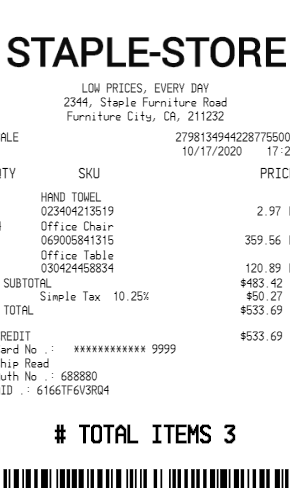 STAPLE-STORE
LOW PRICES, EVERY DAY
2344, Staple Furniture Road
Furniture City, CA, 211232
ALE 2798134944228775500
10/17/2020 17:2
TY SKU PRIC
HAND TOWEL
023404213519 2.97
Office Chair
069005841315 359.56
Office Table
030424458834 120.89
SUBTOTAL $483.42
Simple Tax 10.25% $50.27
TOTAL $533.69
REDIT $533.69
ard No .: ************ 9999
hip Read
uth No .: 688880
ID .: 6166TF6V3RQ4
# TOTAL ITEMS 3